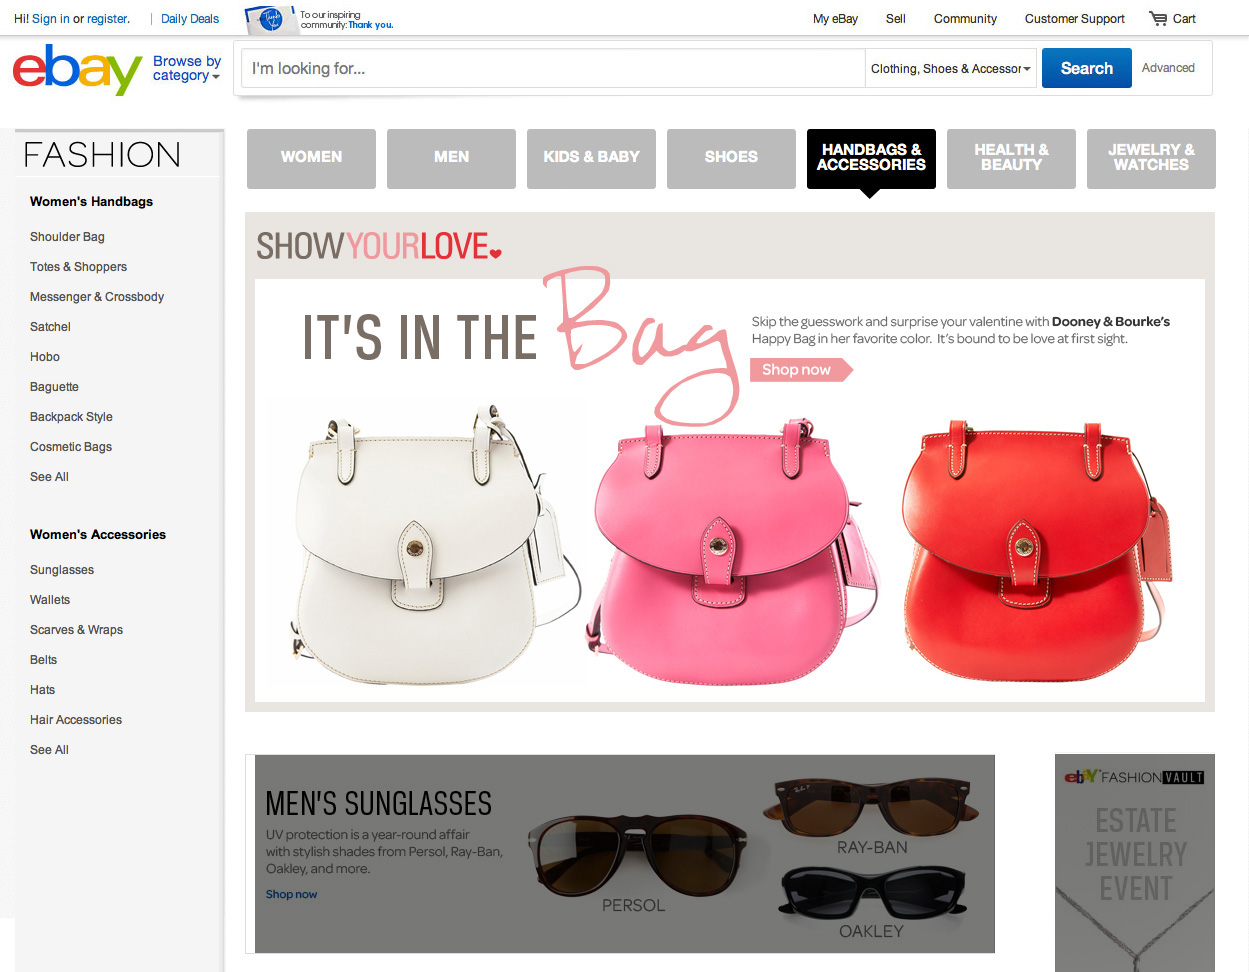 Hi! Sign in or register.
Daily Deals
To our inspiring
community: Thank you.
My eBay
Sell
Community
Customer Support
Cart
ebay
Browse by
category
I'm looking for...
Clothing, Shoes & Accessor
Search
Advanced
FASHION
Women's Handbags
Shoulder Bag
Totes & Shoppers
Messenger & Crossbody
Satchel
Hobo
Baguette
Backpack Style
Cosmetic Bags
See All
Women's Accessories
Sunglasses
Wallets
Scarves & Wraps
Belts
Hats
Hair Accessories
See All
WOMEN
MEN
KIDS & BABY
SHOES
HANDBAGS &
ACCESSORIES
HEALTH &
BEAUTY
JEWELRY &
WATCHES
SHOW YOUR LOVE
IT'S IN THE Bag
Skip the guesswork and surprise your valentine with Dooney & Bourke's
Happy Bag in her favorite color. It's bound to be love at first sight.
Shop now
MEN'S SUNGLASSES
UV protection is a year-round affair
with stylish shades from Persol, Ray-Ban,
Oakley, and more.
Shop now
PERSOL
RAY-BAN
OAKLEY
ebay FASHION VAULT
ESTATE
JEWELRY
EVENT